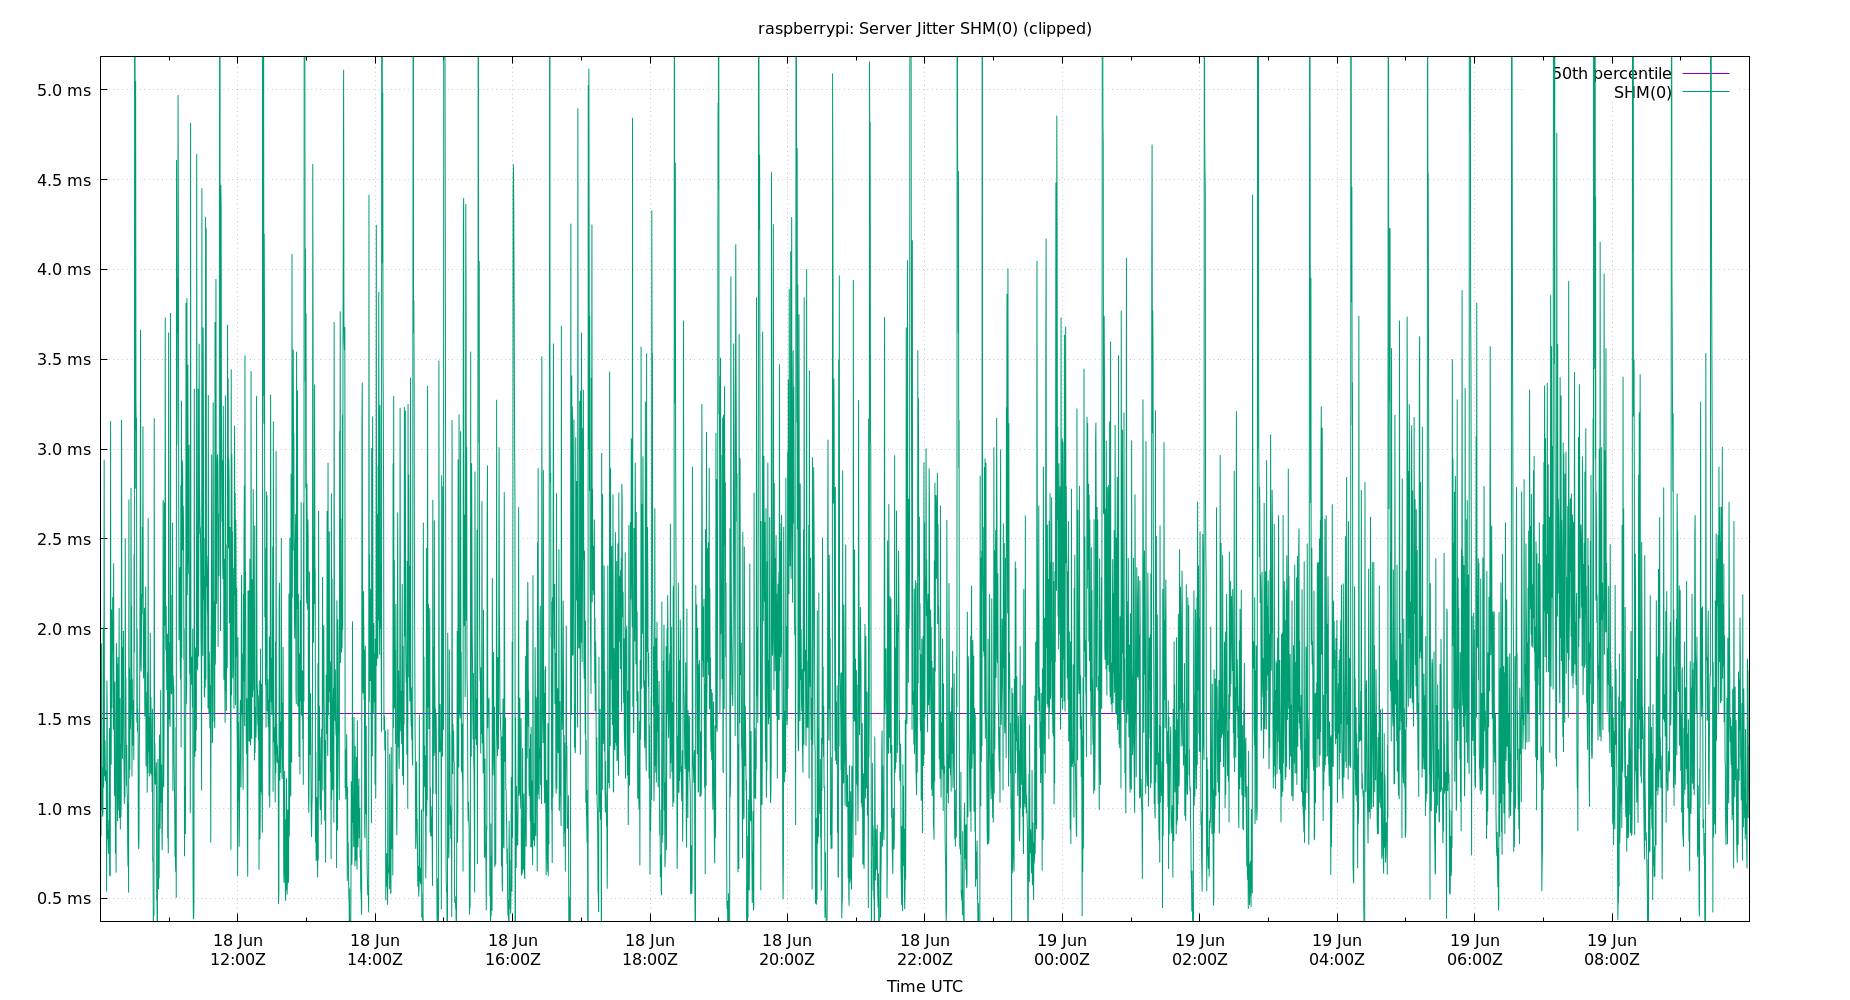 raspberrypi: Server Jitter SHM(0) (clipped)
50th percentile
SHM(0)
5.0 ms
4.5 ms
4.0 ms
3.5 ms
3.0 ms
2.5 ms
2.0 ms
1.5 ms
1.0 ms
0.5 ms
18 Jun 18 Jun 18 Jun 18 Jun 18 Jun 18 Jun 19 Jun 19 Jun 19 Jun 19 Jun 19 Jun
12:00Z 14:00Z 16:00Z 18:00Z 20:00Z 22:00Z 00:00Z 02:00Z 04:00Z 06:00Z 08:00Z
Time UTC